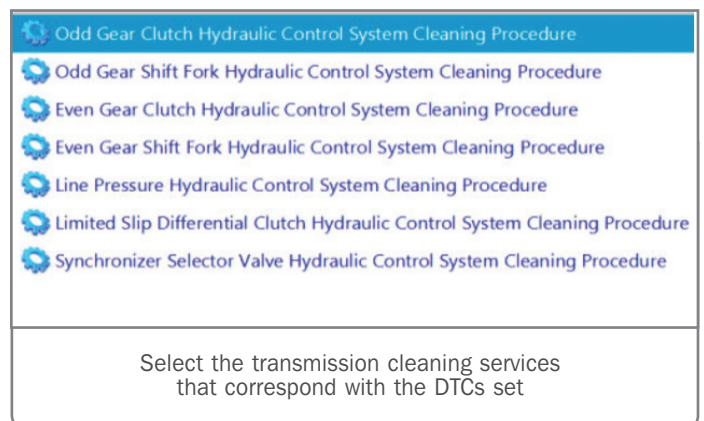 Odd Gear Clutch Hydraulic Control System Cleaning Procedure
Odd Gear Shift Fork Hydraulic Control System Cleaning Procedure
Even Gear Clutch Hydraulic Control System Cleaning Procedure
Even Gear Shift Fork Hydraulic Control System Cleaning Procedure
Line Pressure Hydraulic Control System Cleaning Procedure
Limited Slip Differential Clutch Hydraulic Control System Cleaning Procedure
Synchronizer Selector Valve Hydraulic Control System Cleaning Procedure
Select the transmission cleaning services
that correspond with the DTCs set